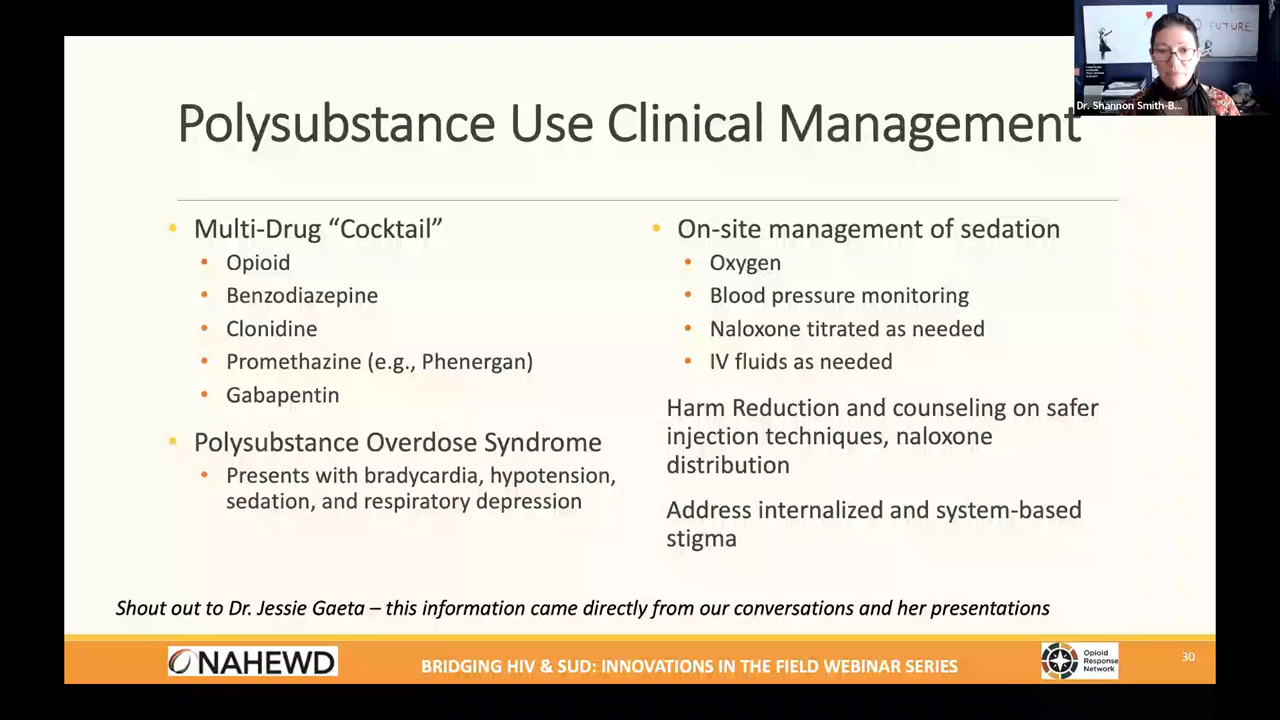 Polysubstance Use Clinical Management
Dr. Shannon Smith-B...
FUTURE
• Multi-Drug “Cocktail”
• Opioid
• Benzodiazepine
• Clonidine
• Promethazine (e.g., Phenergan)
• Gabapentin
• Polysubstance Overdose Syndrome
• Presents with bradycardia, hypotension,
sedation, and respiratory depression
• On-site management of sedation
• Oxygen
• Blood pressure monitoring
• Naloxone titrated as needed
• IV fluids as needed
Harm Reduction and counseling on safer
injection techniques, naloxone
distribution
Address internalized and system-based
stigma
Shout out to Dr. Jessie Gaeta – this information came directly from our conversations and her presentations
NAHEWD
BRIDGING HIV & SUD: INNOVATIONS IN THE FIELD WEBINAR SERIES
Opioid
Response
Network
30